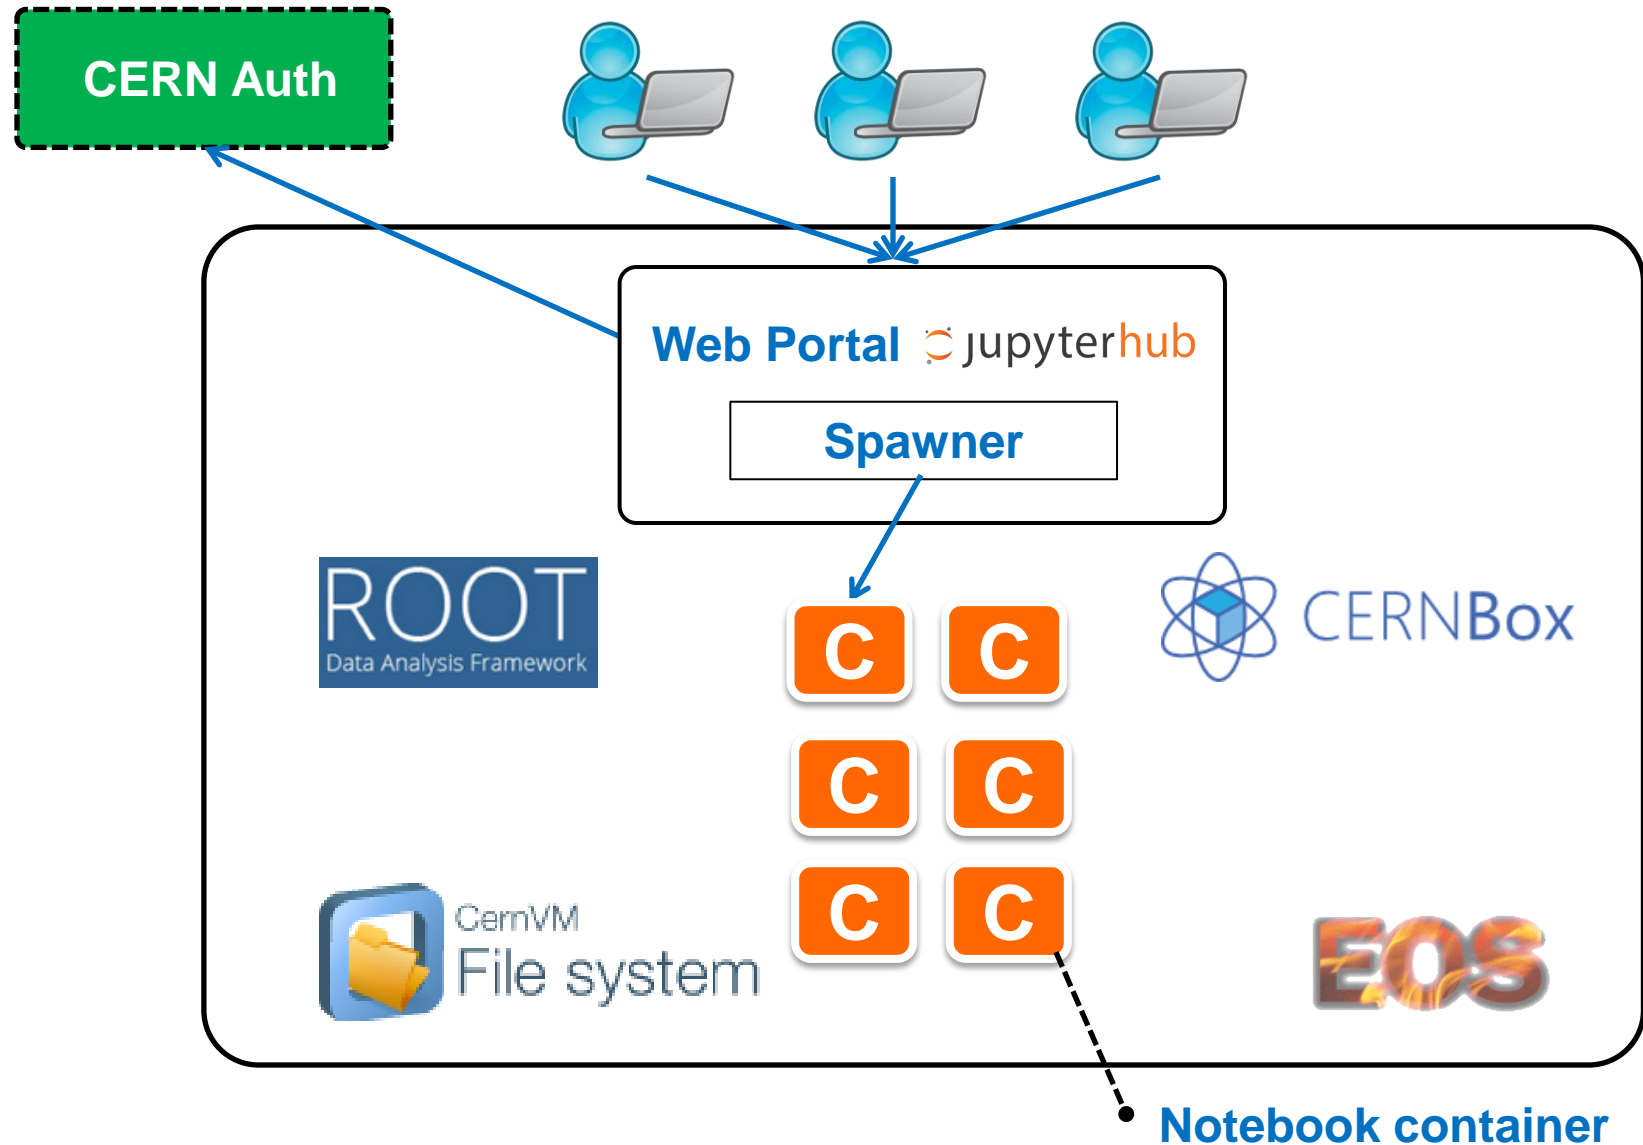 CERN Auth
Web Portal jupyterhub
Spawner
ROOT
Data Analysis Framework
CERNBox
C C
C C
C C
CernVM
File system
EOS
Notebook container